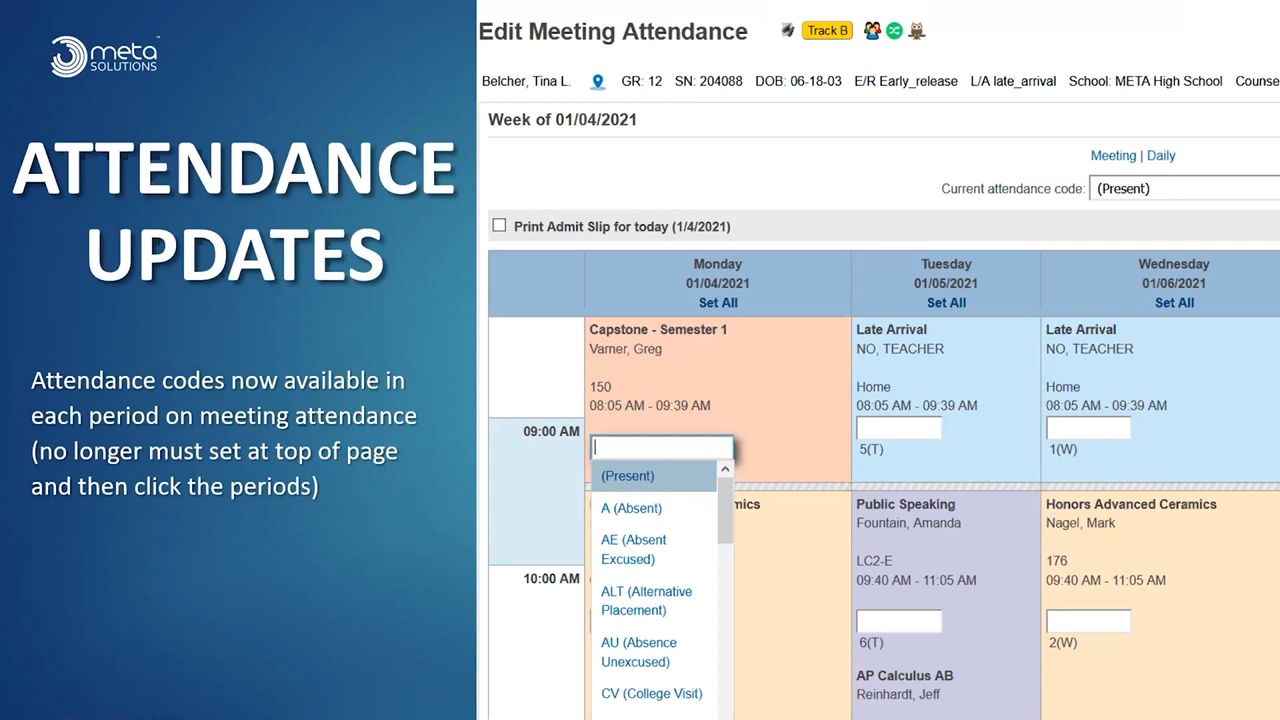 meta™
SOLUTIONS
ATTENDANCE
UPDATES
Attendance codes now available in
each period on meeting attendance
(no longer must set at top of page
and then click the periods)
Edit Meeting Attendance
Track B
Belcher, Tina L. GR: 12 SN: 204088 DOB: 06-18-03 E/R Early_release L/A late_arrival School: META High School Counse
Week of 01/04/2021
Meeting | Daily
Current attendance code: (Present)
Print Admit Slip for today (1/4/2021)
Monday
01/04/2021
Set All
Tuesday
01/05/2021
Set All
Wednesday
01/06/2021
Set All
09:00 AM
10:00 AM
Capstone - Semester 1
Varner, Greg
150
08:05 AM - 09:39 AM
(Present)
A (Absent)
AE (Absent
Excused)
ALT (Alternative
Placement)
AU (Absence
Unexcused)
CV (College Visit)
mics
Late Arrival
NO, TEACHER
Home
08:05 AM - 09:39 AM
5(T)
Public Speaking
Fountain, Amanda
LC2-E
09:40 AM - 11:05 AM
6(T)
AP Calculus AB
Reinhardt, Jeff
Late Arrival
NO, TEACHER
Home
08:05 AM - 09:39 AM
1(W)
Honors Advanced Ceramics
Nagel, Mark
176
09:40 AM - 11:05 AM
2(W)